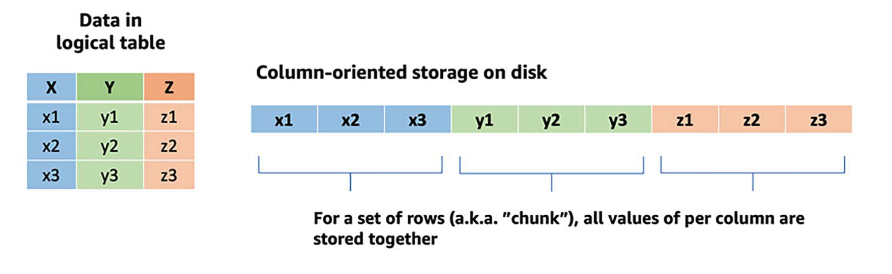 Data in
logical table
X Y Z
x1 y1 z1
x2 y2 z2
x3 y3 z3
Column-oriented storage on disk
x1 x2 x3 y1 y2 y3 z1 z2 z3
For a set of rows (a.k.a. "chunk"), all values of per column are
stored together